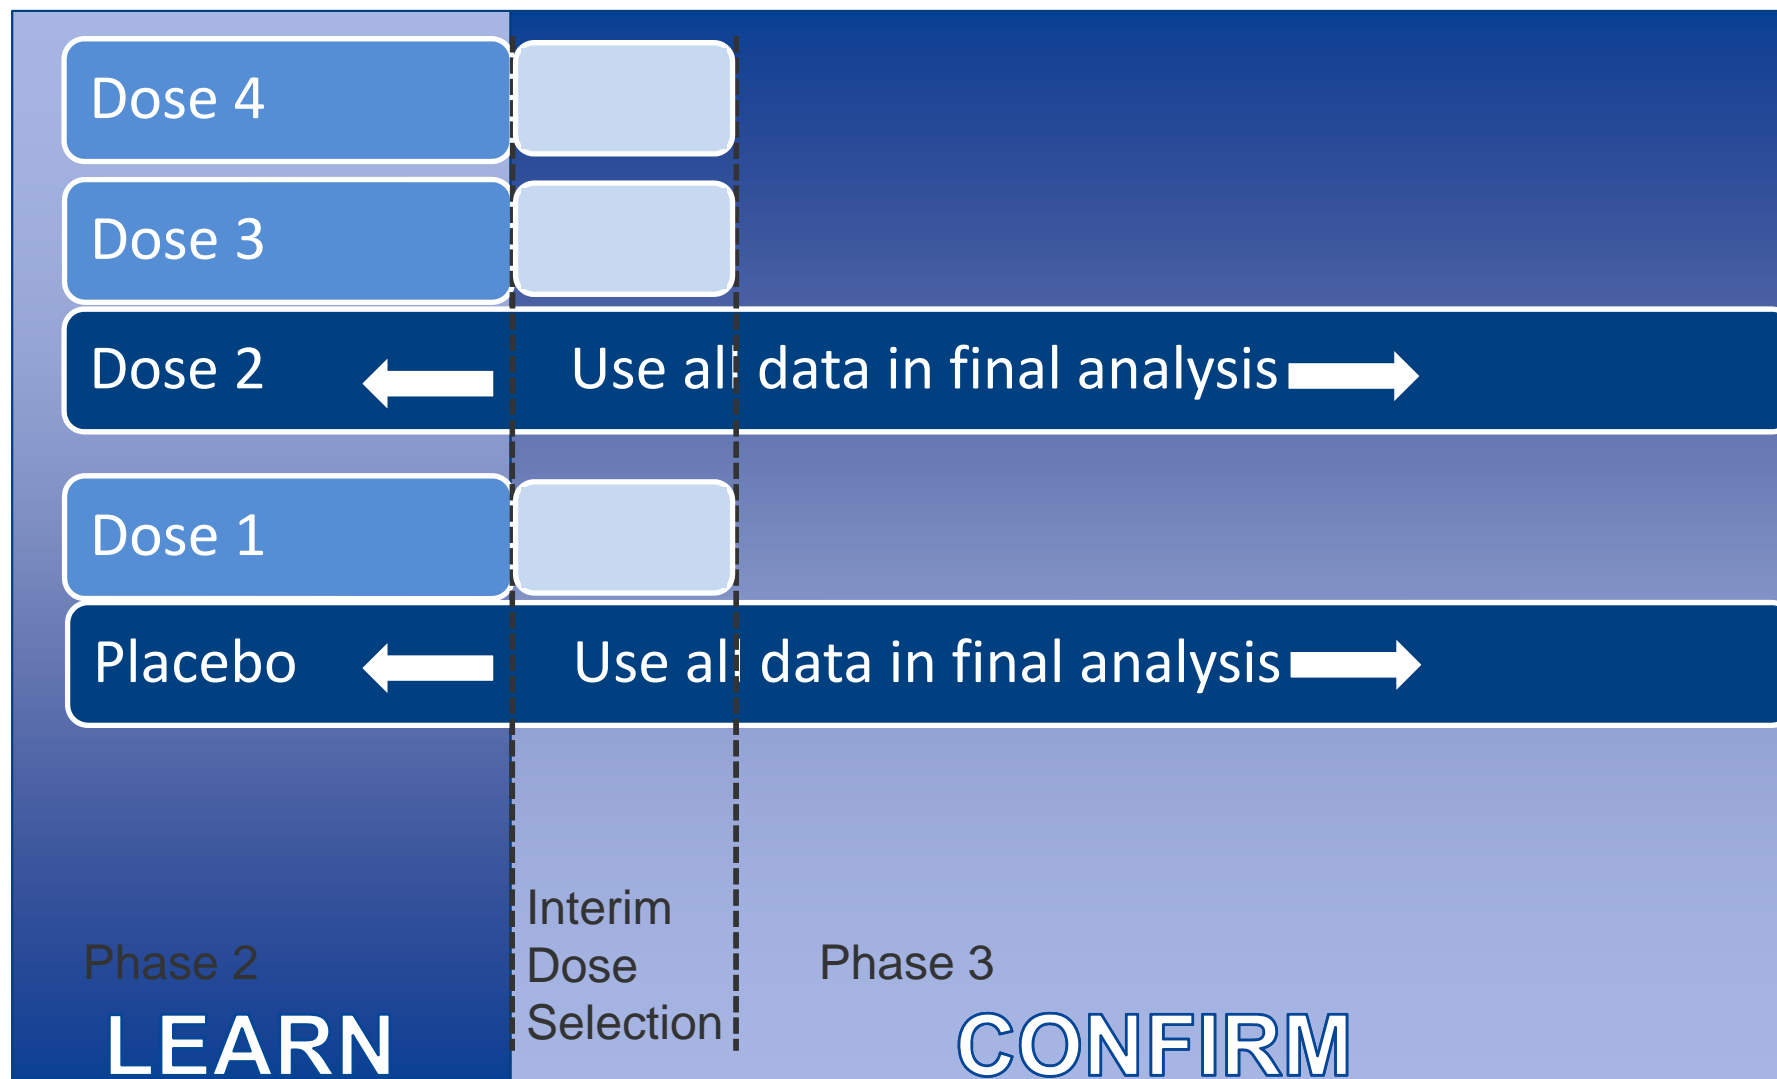 Dose 4
Dose 3
Dose 2
Use all data in final analysis
Dose 1
Placebo
Use all data in final analysis
Interim
Dose
Selection
Phase 2
Phase 3
LEARN
CONFIRM